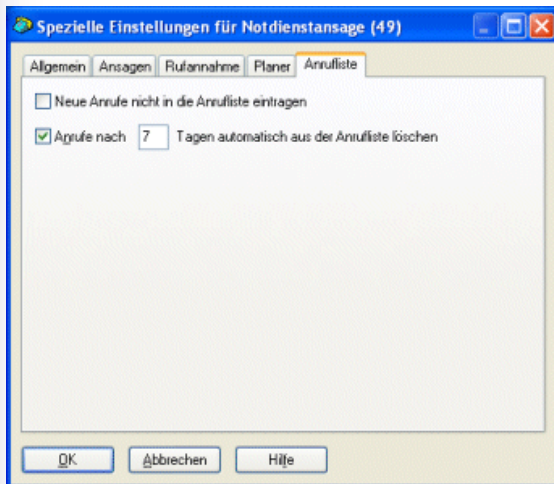 Spezielle Einstellungen für Notdienstansage (49)
Allgemein Ansagen Rufannahme Planer Anrufliste
Neue Anrufe nicht in die Anrufliste eintragen
Anrufe nach 7 Tagen automatisch aus der Anrufliste löschen
OK Abbrechen Hilfe